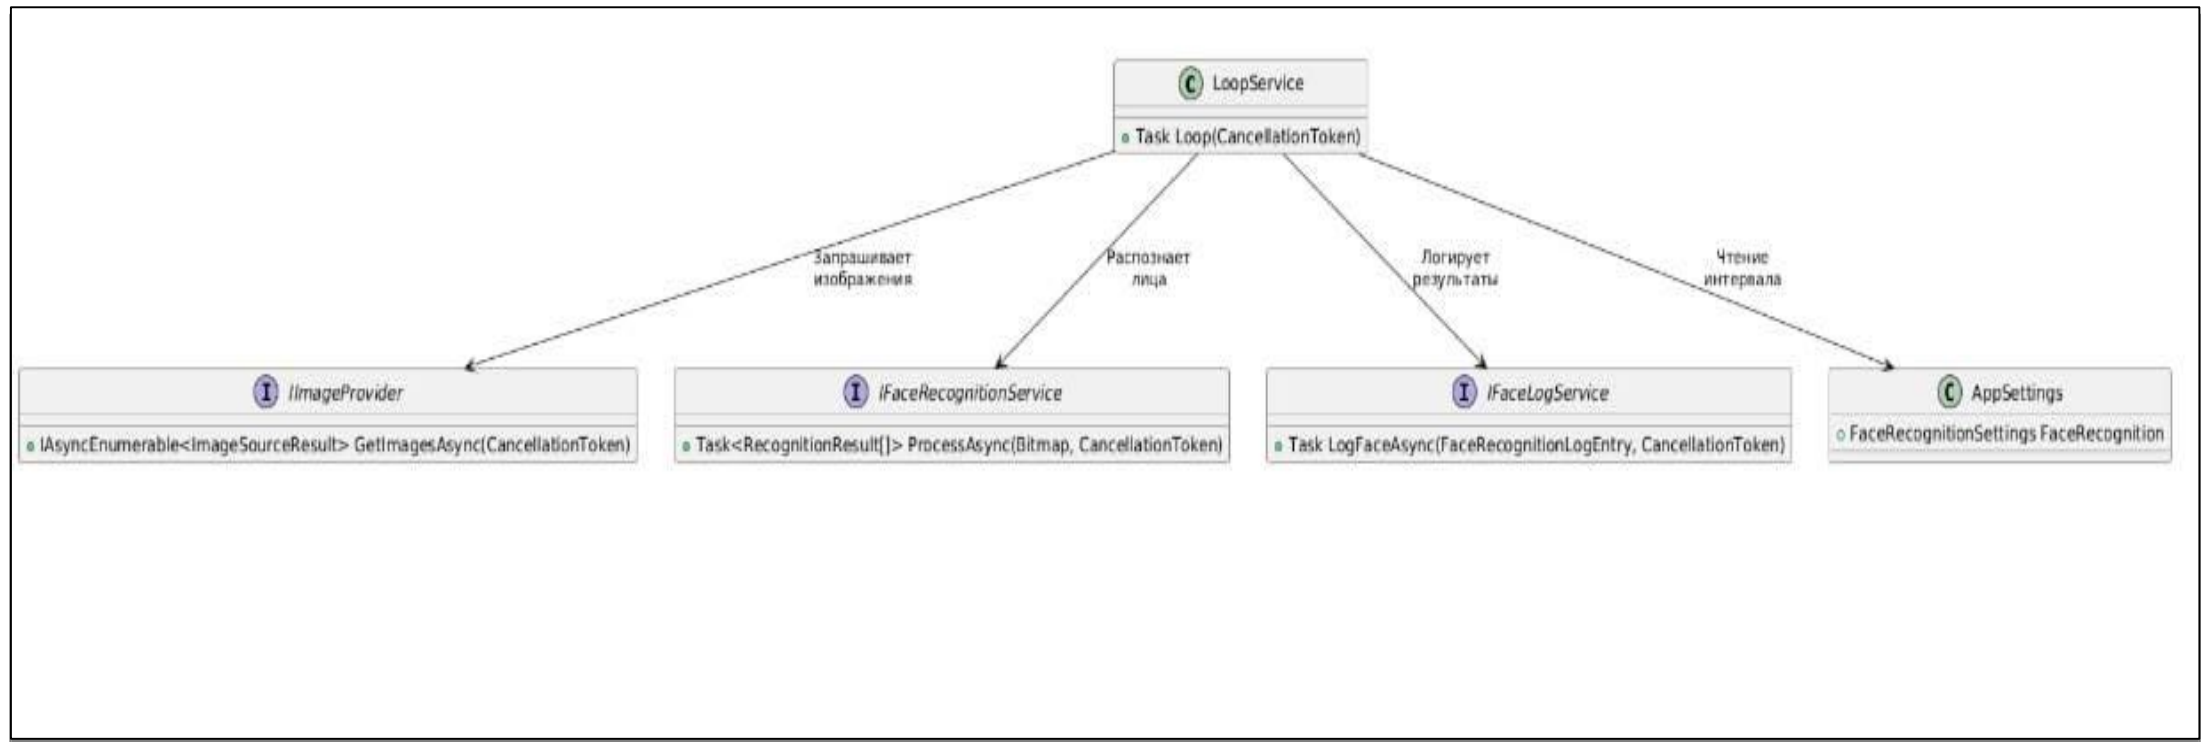 C LoopService
Task Loop(CancellationToken)
Запрашивает
изображения
Распознает
лица
Логирует
результаты
Чтение
интервала
I IImageProvider
IAsyncEnumerable<ImageSourceResult> GetImagesAsync(CancellationToken)
I IFaceRecognitionService
Task<RecognitionResult[]> ProcessAsync(Bitmap, CancellationToken)
I IFaceLogService
Task LogFaceAsync(FaceRecognitionLogEntry, CancellationToken)
C AppSettings
FaceRecognitionSettings FaceRecognition